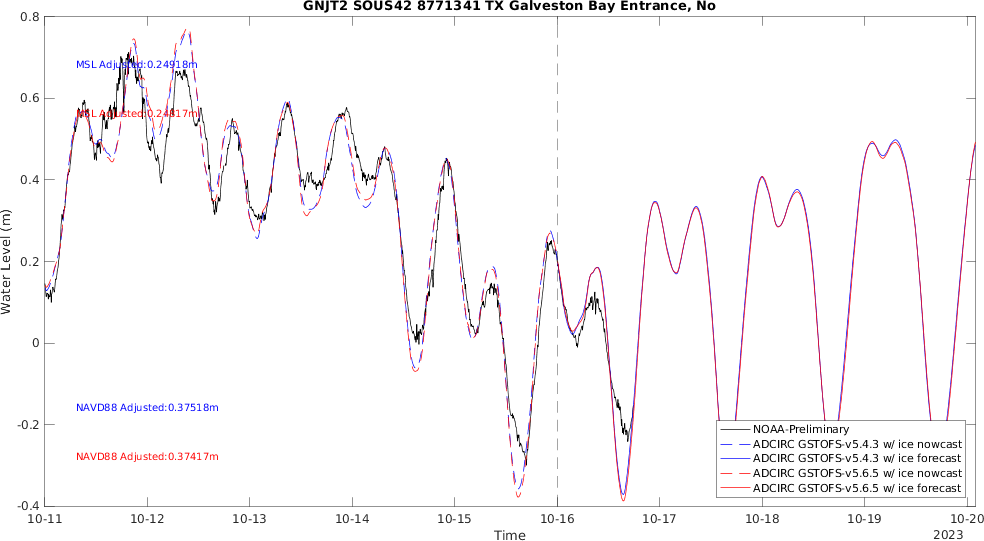 GNJT2 SOUS42 8771341 TX Galveston Bay Entrance, No
Water Level (m)
0.8
0.6
0.4
0.2
0
-0.2
-0.4
MSL Adjusted:0.24918m
MSL Adjusted:0.24817m
NAVD88 Adjusted:0.37518m
NAVD88 Adjusted:0.37417m
NOAA-Preliminary
ADCIRC GSTOFS-v5.4.3 w/ ice nowcast
ADCIRC GSTOFS-v5.4.3 w/ ice forecast
ADCIRC GSTOFS-v5.6.5 w/ ice nowcast
ADCIRC GSTOFS-v5.6.5 w/ ice forecast
10-11 10-12 10-13 10-14 10-15 10-16 10-17 10-18 10-19 10-20
Time
2023